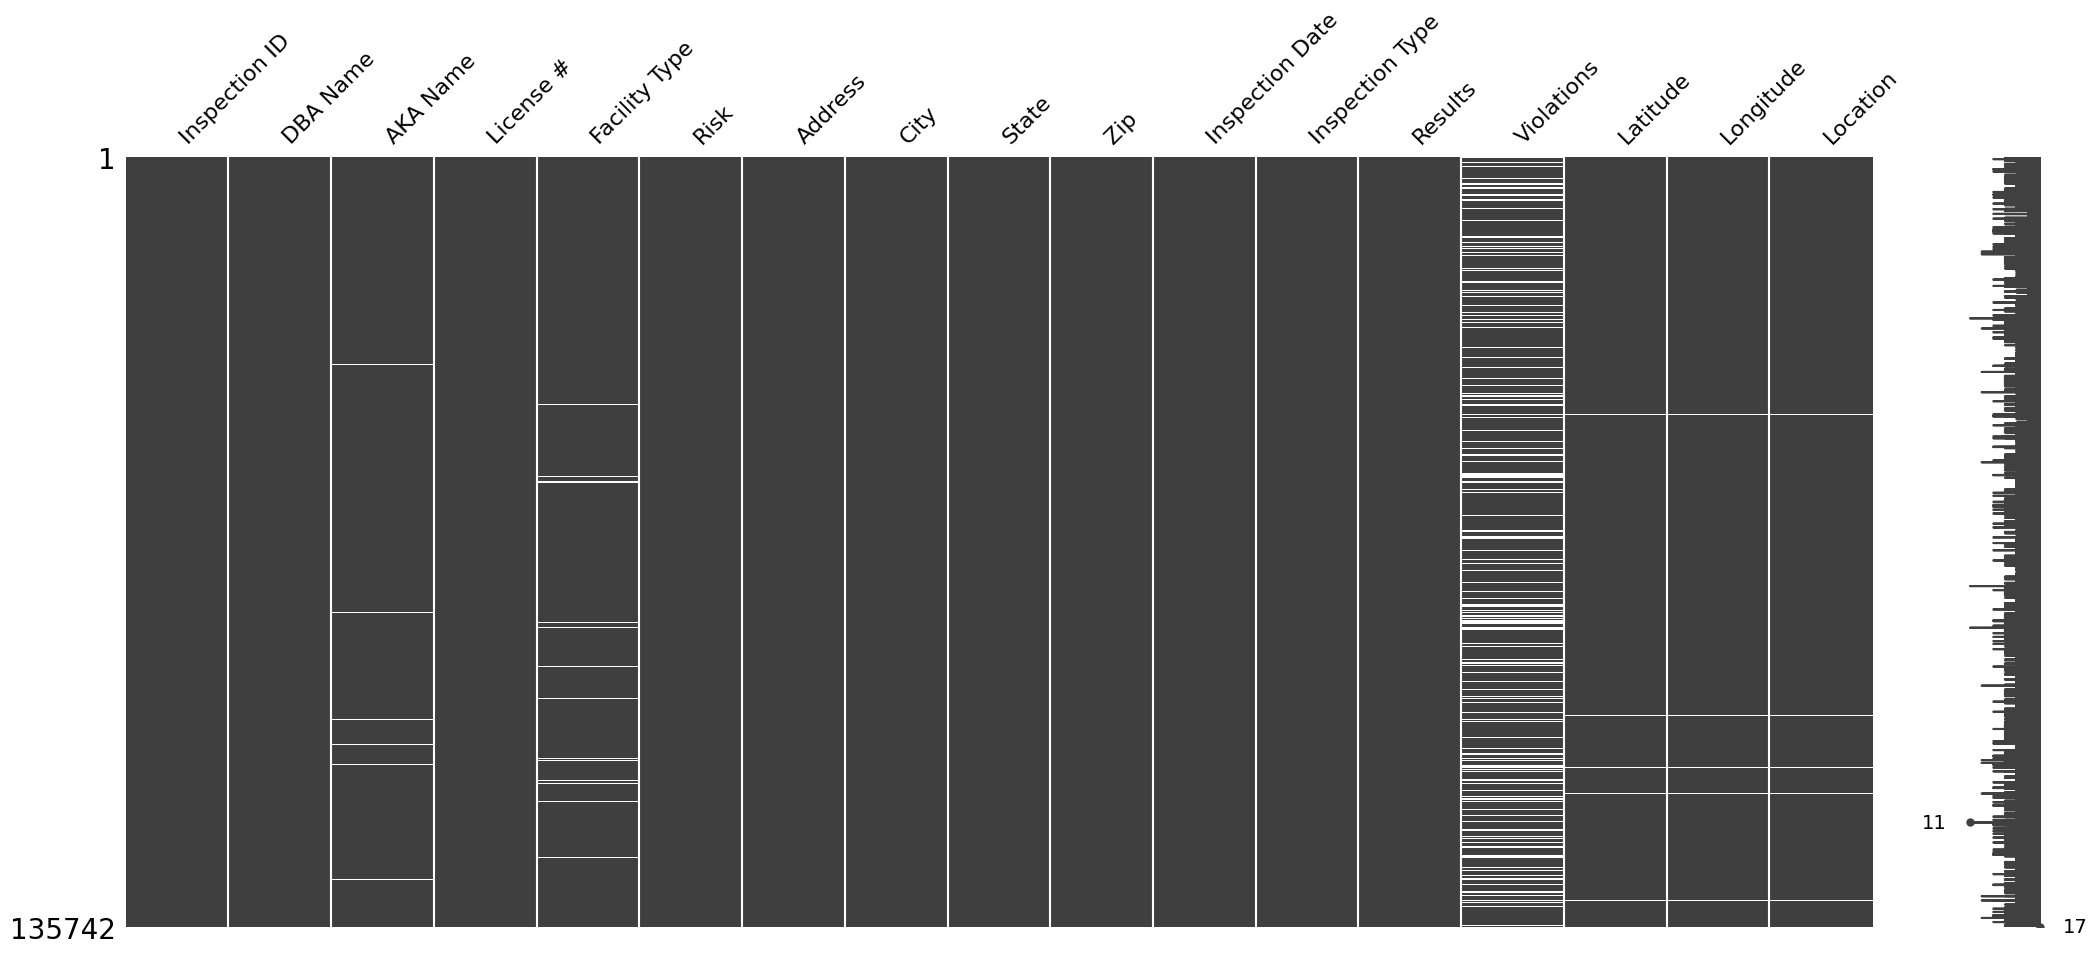 Inspection ID
DBA Name
AKA Name
License #
Facility Type
Risk
Address
City
State
Zip
Inspection Date
Inspection Type
Results
Violations
Latitude
Longitude
Location
1
11
135742
17